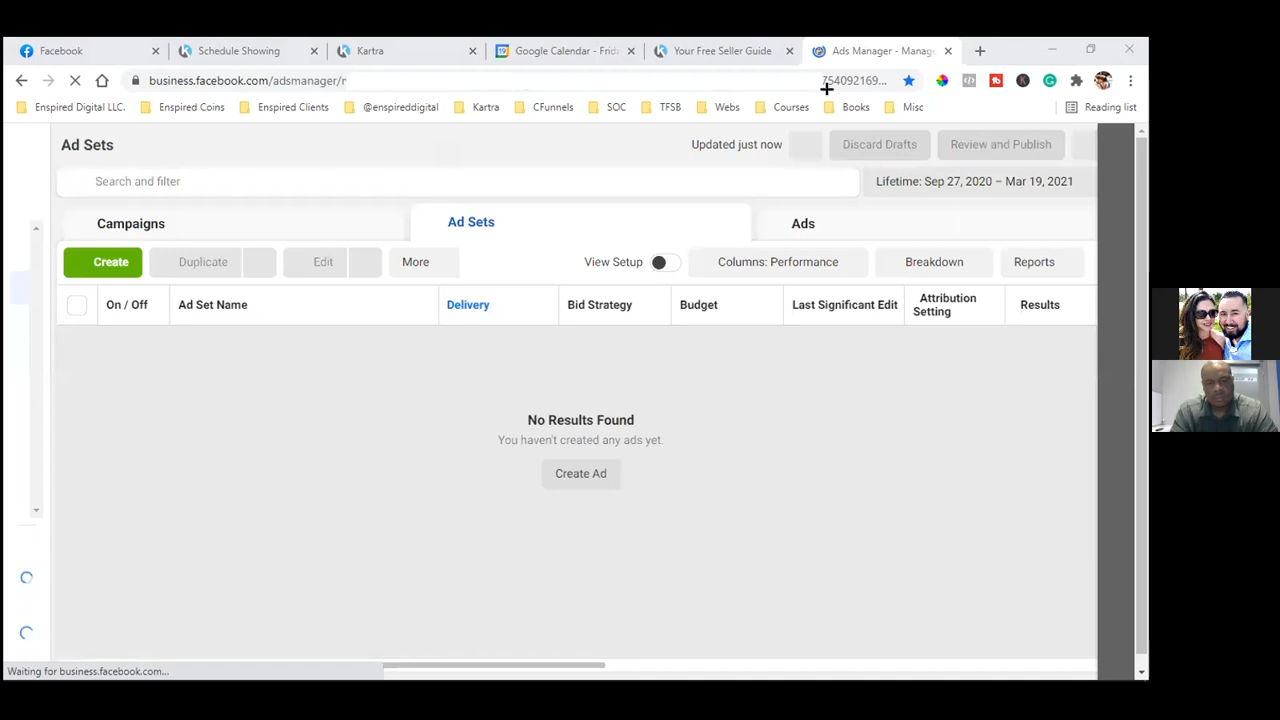 Facebook Schedule Showing Kartra Google Calendar - Frid Your Free Seller Guide Ads Manager - Manage
business.facebook.com/adsmanager/r 754092169...
Enspired Digital LLC. Enspired Coins Enspired Clients @enspireddigital Kartra CFunnels SOC TFSB Webs Courses Books Misc Reading list
Ad Sets Updated just now Discard Drafts Review and Publish
Search and filter Lifetime: Sep 27, 2020 – Mar 19, 2021
Campaigns Ad Sets Ads
Create Duplicate Edit More View Setup Columns: Performance Breakdown Reports
On / Off Ad Set Name Delivery Bid Strategy Budget Last Significant Edit Attribution Results
Setting
No Results Found
You haven't created any ads yet.
Create Ad
Waiting for business.facebook.com...